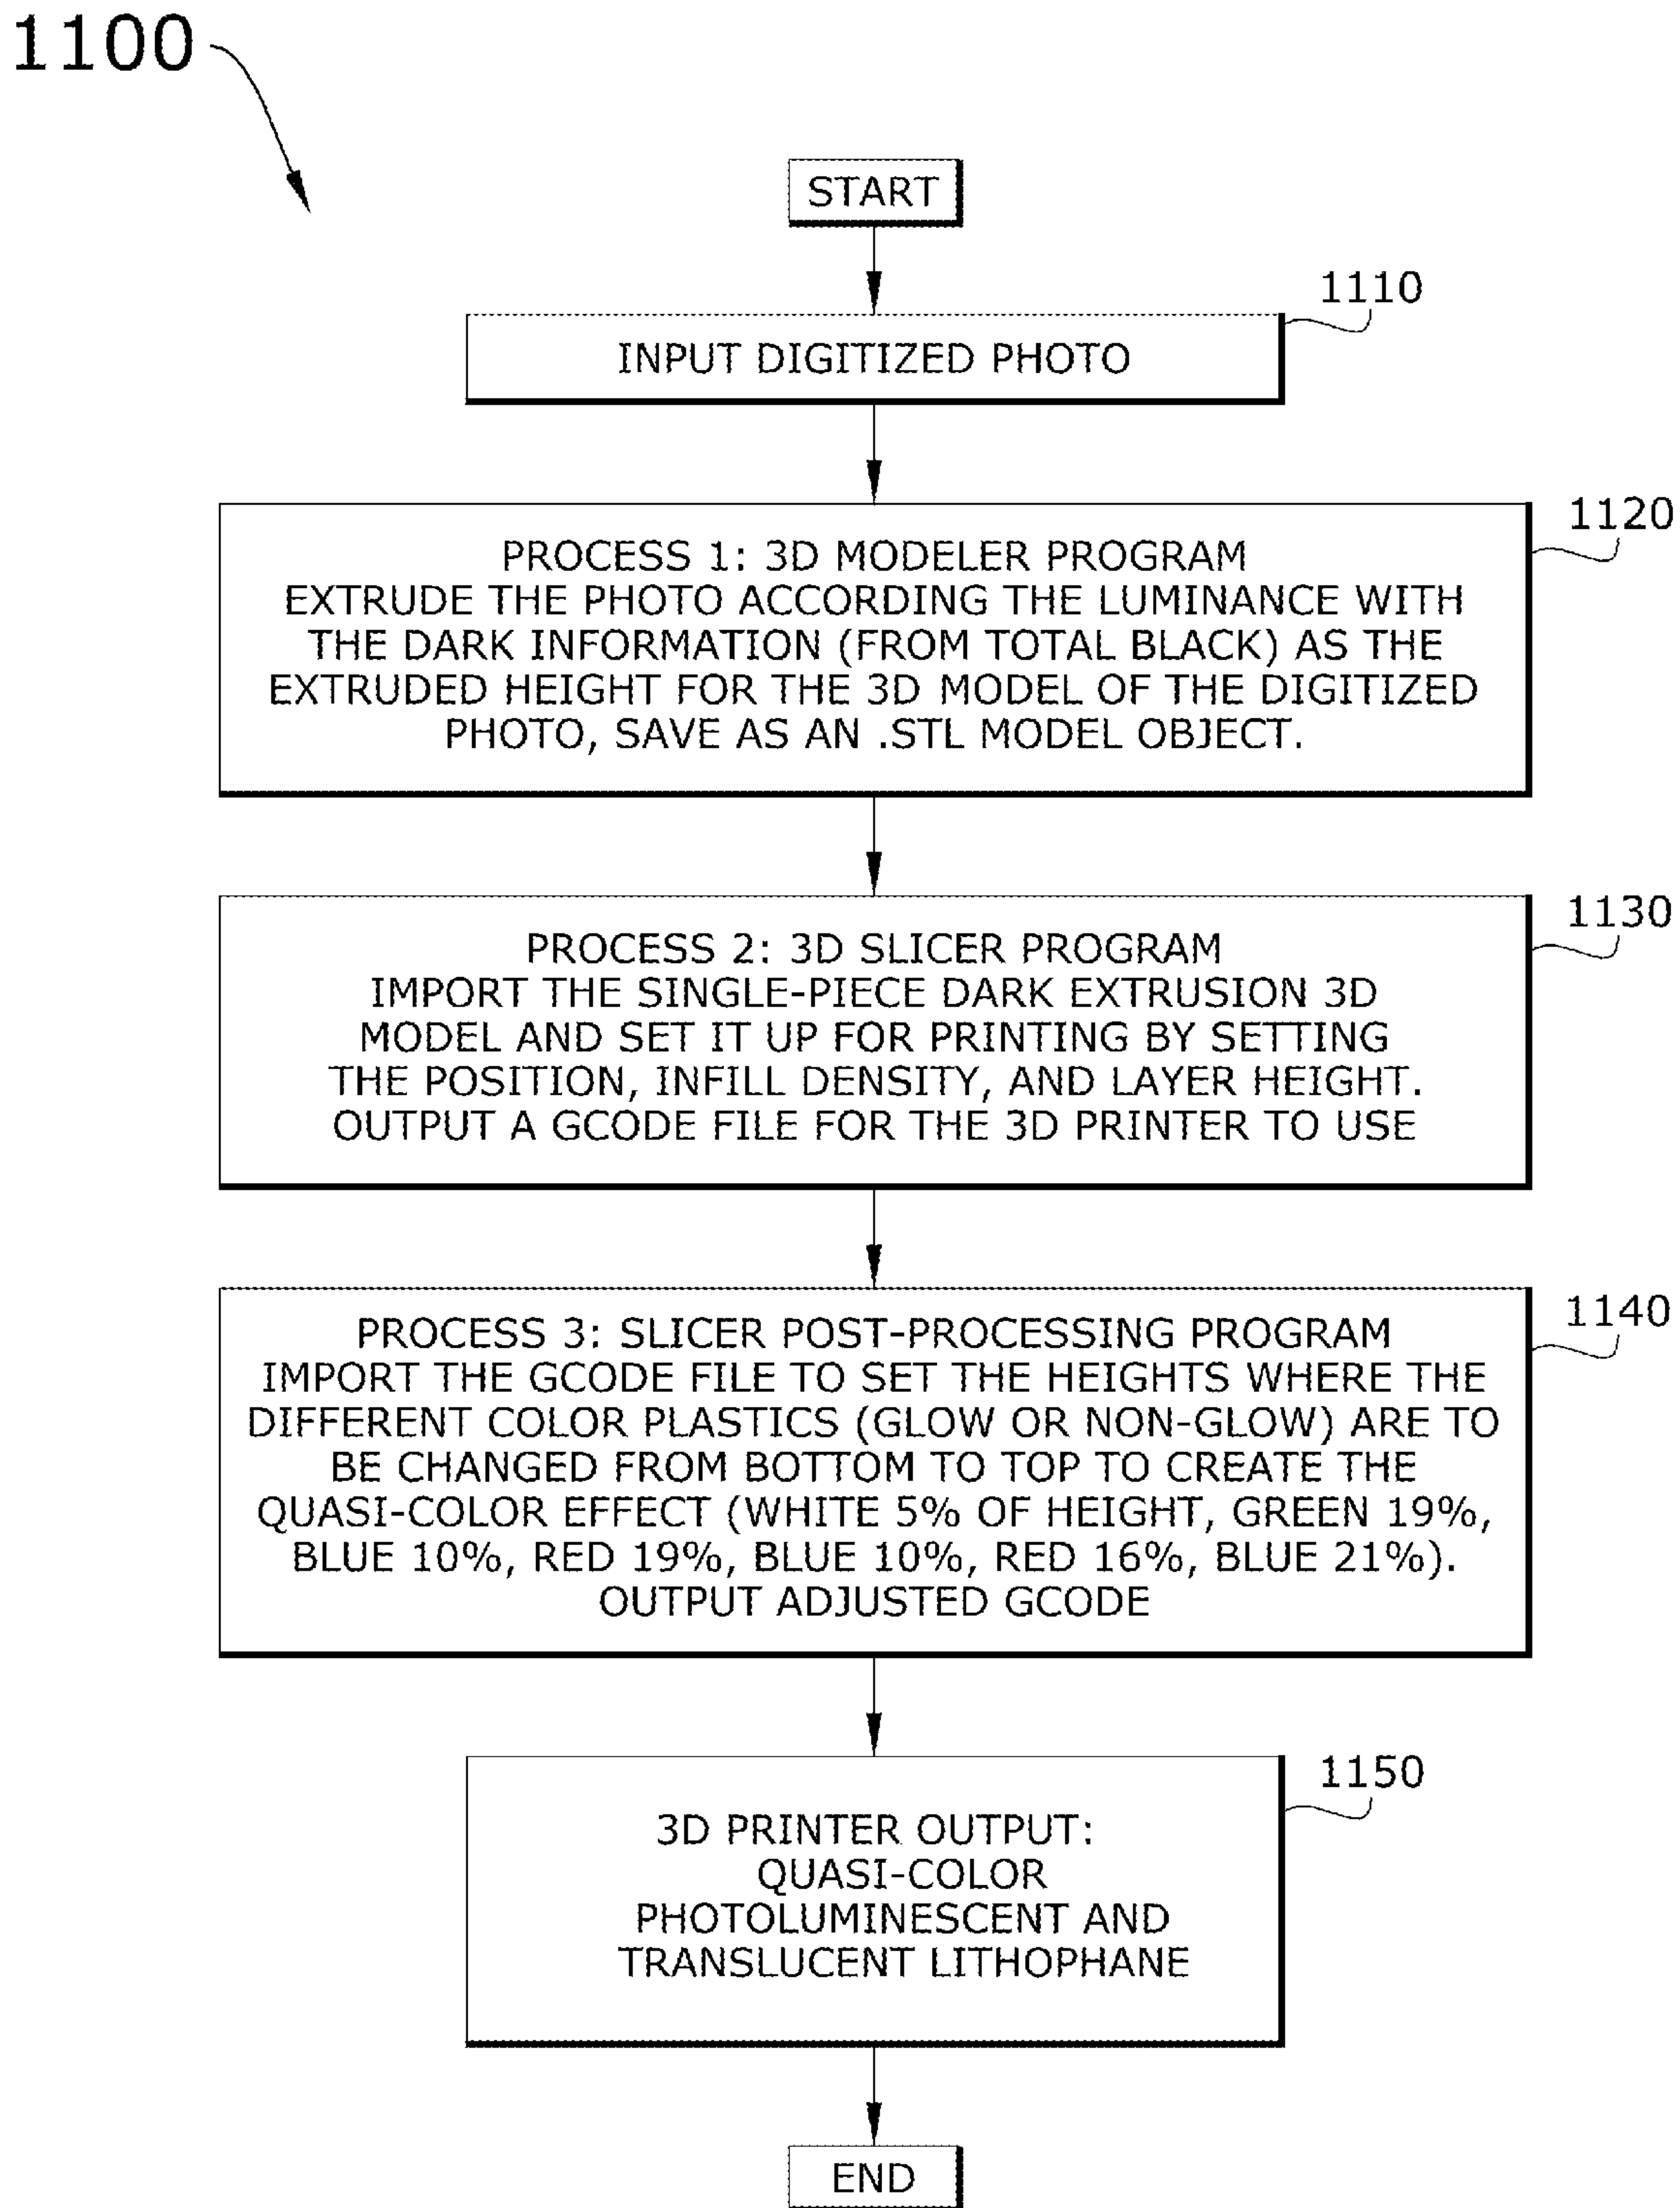 1100
START
1110
INPUT DIGITIZED PHOTO
1120
PROCESS 1: 3D MODELER PROGRAM
EXTRUDE THE PHOTO ACCORDING THE LUMINANCE WITH
THE DARK INFORMATION (FROM TOTAL BLACK) AS THE
EXTRUDED HEIGHT FOR THE 3D MODEL OF THE DIGITIZED
PHOTO, SAVE AS AN .STL MODEL OBJECT.
1130
PROCESS 2: 3D SLICER PROGRAM
IMPORT THE SINGLE-PIECE DARK EXTRUSION 3D
MODEL AND SET IT UP FOR PRINTING BY SETTING
THE POSITION, INFILL DENSITY, AND LAYER HEIGHT.
OUTPUT A GCODE FILE FOR THE 3D PRINTER TO USE
1140
PROCESS 3: SLICER POST-PROCESSING PROGRAM
IMPORT THE GCODE FILE TO SET THE HEIGHTS WHERE THE
DIFFERENT COLOR PLASTICS (GLOW OR NON-GLOW) ARE TO
BE CHANGED FROM BOTTOM TO TOP TO CREATE THE
QUASI-COLOR EFFECT (WHITE 5% OF HEIGHT, GREEN 19%,
BLUE 10%, RED 19%, BLUE 10%, RED 16%, BLUE 21%).
OUTPUT ADJUSTED GCODE
1150
3D PRINTER OUTPUT:
QUASI-COLOR
PHOTOLUMINESCENT AND
TRANSLUCENT LITHOPHANE
END